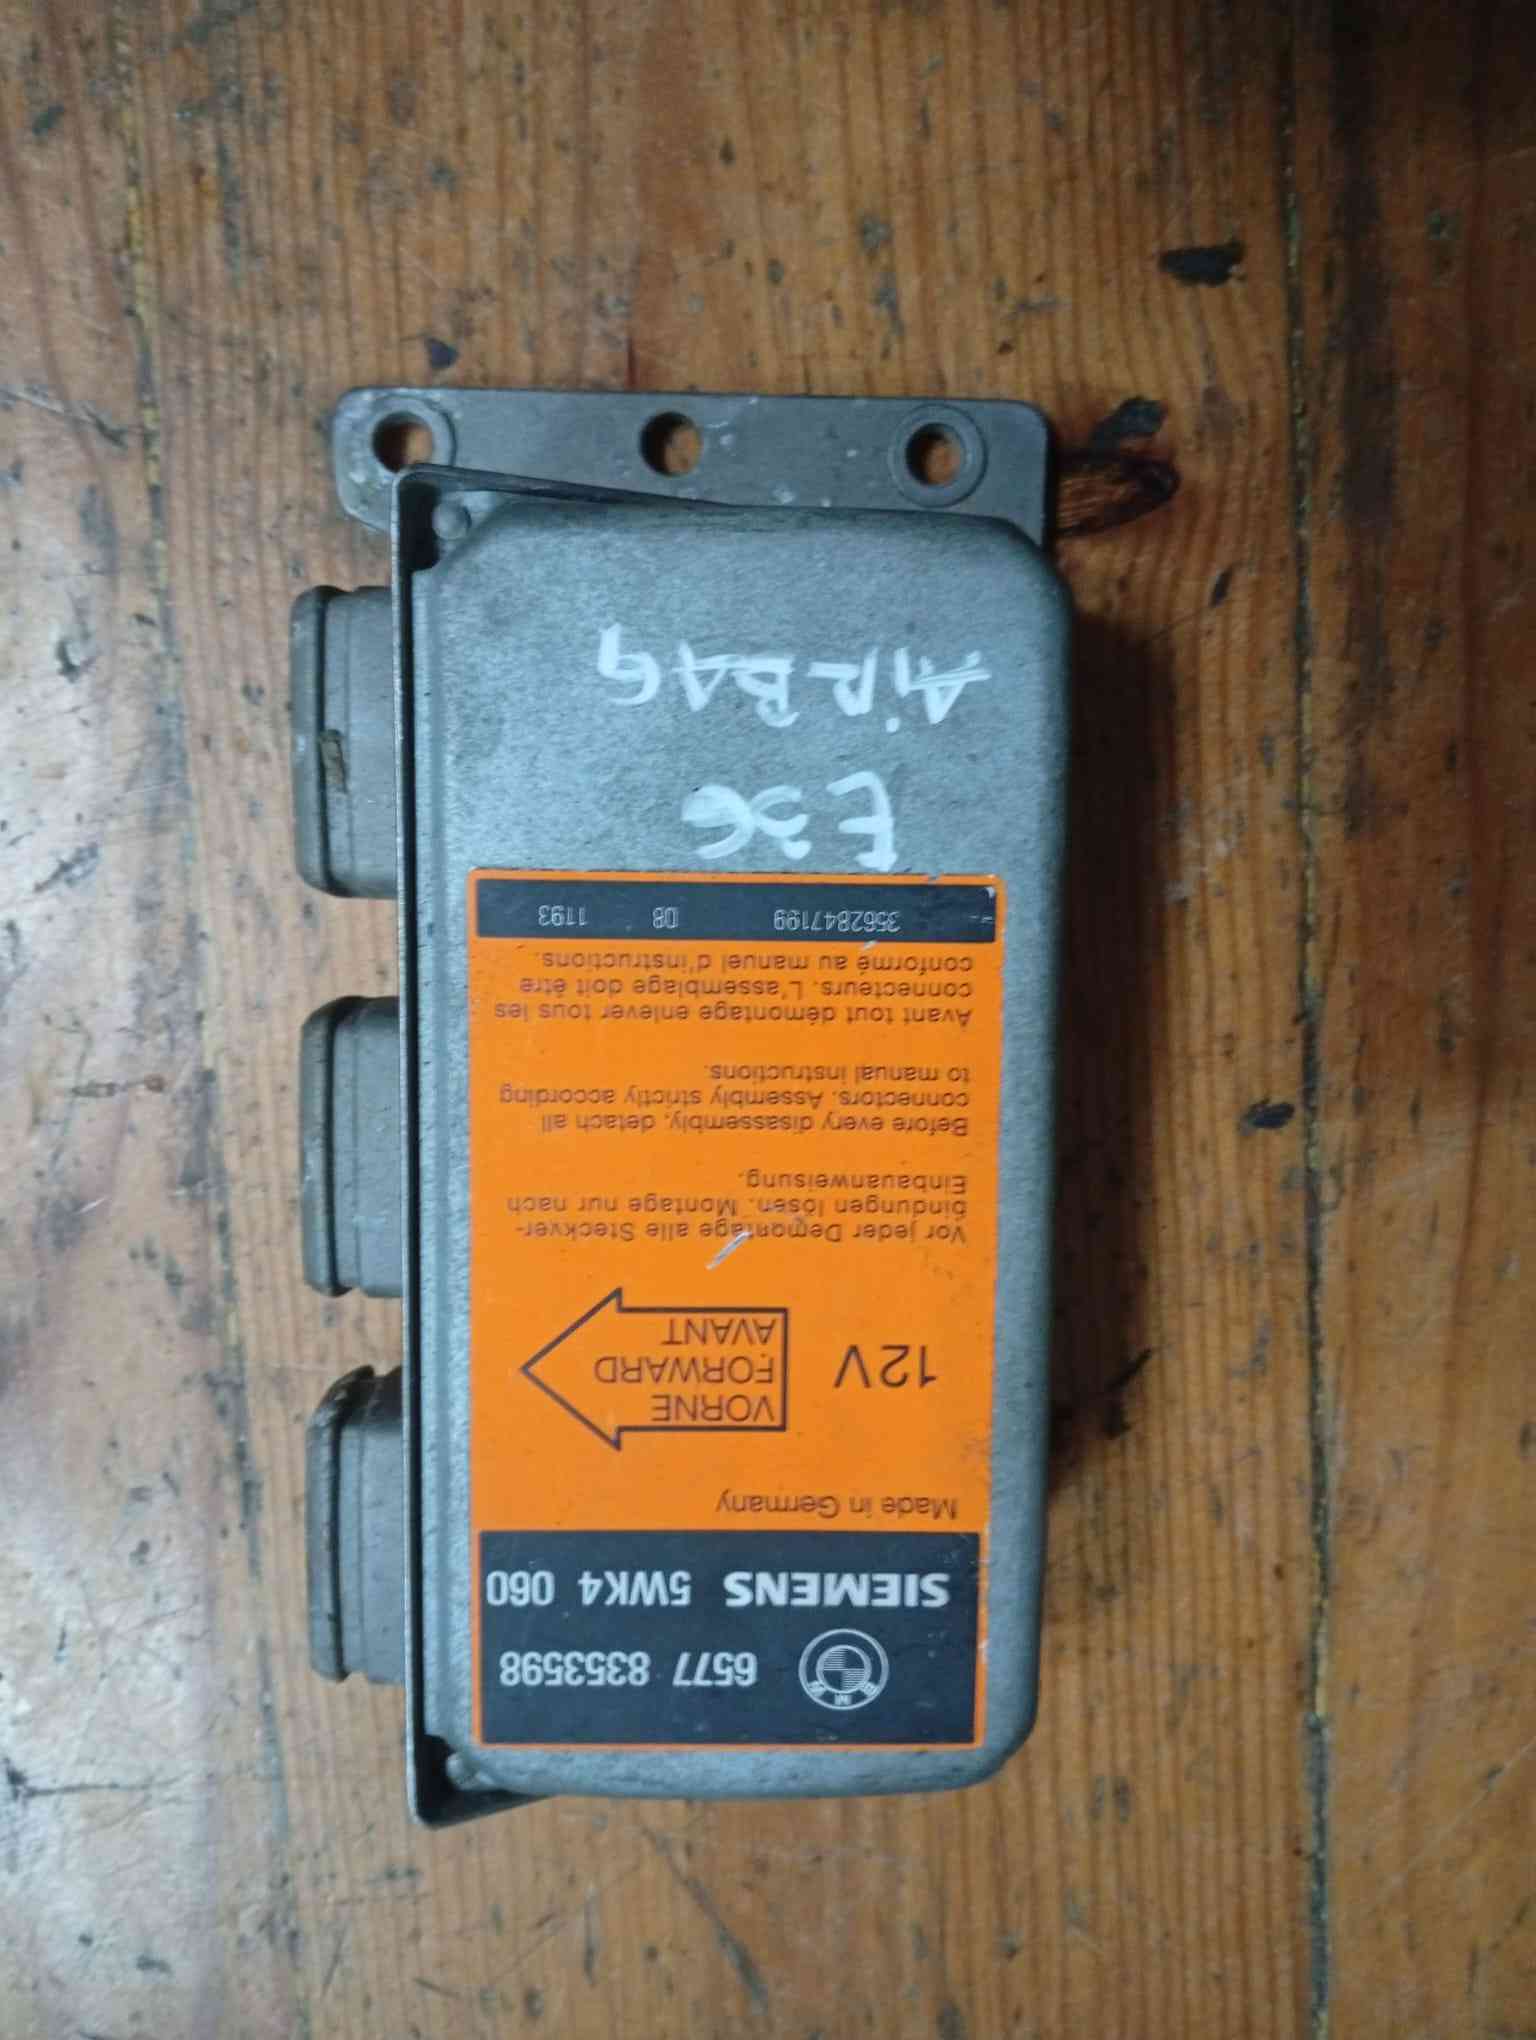 BMW 6577 8353598
SIEMENS 5WK4 060
Made in Germany
12V
VORNE
FORWARD
AVANT
Vor jeder Demontage alle Steckver-
bindungen lösen. Montage nur nach
Einbauanweisung.
Before every disassembly, detach all
connectors. Assembly strictly according
to manual instructions.
Avant tout démontage enlever tous les
connecteurs. L'assemblage doit être
conformé au manuel d'instructions.
3562847199 08 1193
E36
AiRBAG